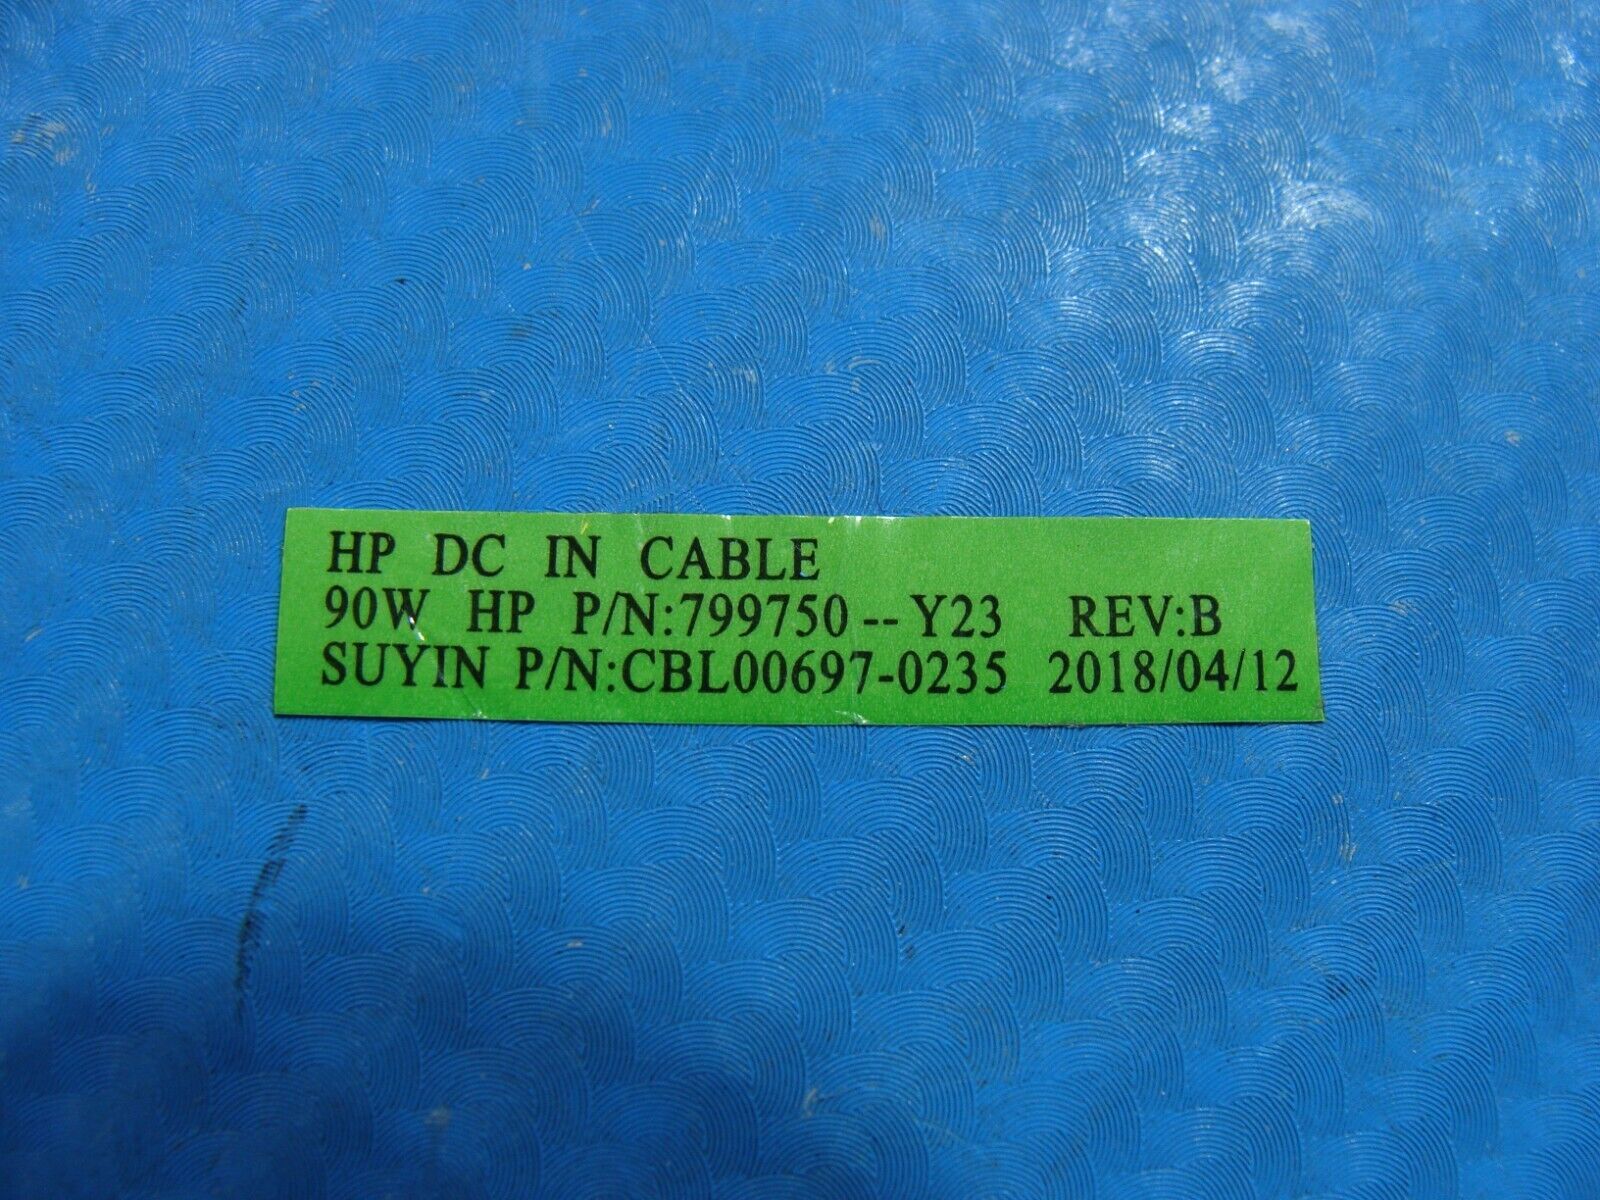 HP DC IN CABLE
90W HP P/N:799750--Y23 REV:B
SUYIN P/N:CBL00697-0235 2018/04/12